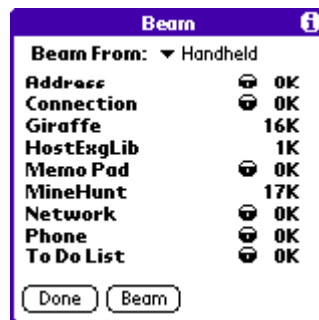 Beam
Beam From: Handheld
Address 0K
Connection 0K
Giraffe 16K
HostExgLib 1K
Memo Pad 0K
MineHunt 17K
Network 0K
Phone 0K
To Do List 0K
Done Beam